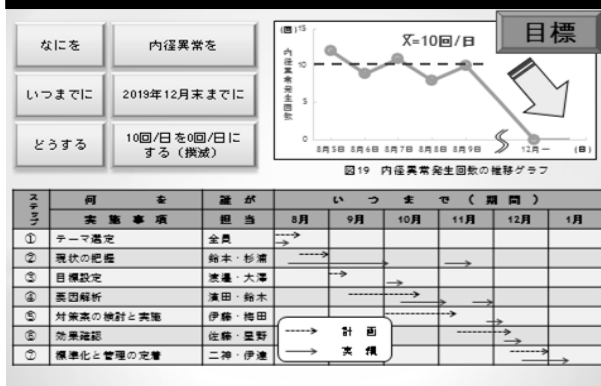 目標
なにを
内径異常を
いつまでに
2019年12月末までに
どうする
10回/日を0回/日に
する（撲滅）
(回)
内径異常発生回数
15
10
5
0
X̄=10回/日
8月5日 8月6日 8月7日 8月8日 8月9日 12月― (日)
図19 内径異常発生回数の推移グラフ
ステップ 何を 誰が いつまで（期間）
実施事項 担当 8月 9月 10月 11月 12月 1月
① テーマ選定 全員
② 現状の把握 鈴本・杉浦
③ 目標設定 渡邊・大澤
④ 要因解析 濱田・鈴木
⑤ 対策案の検討と実施 伊藤・梅田
⑥ 効果確認 佐藤・星野
⑦ 標準化と管理の定着 二神・伊達
計画
実績